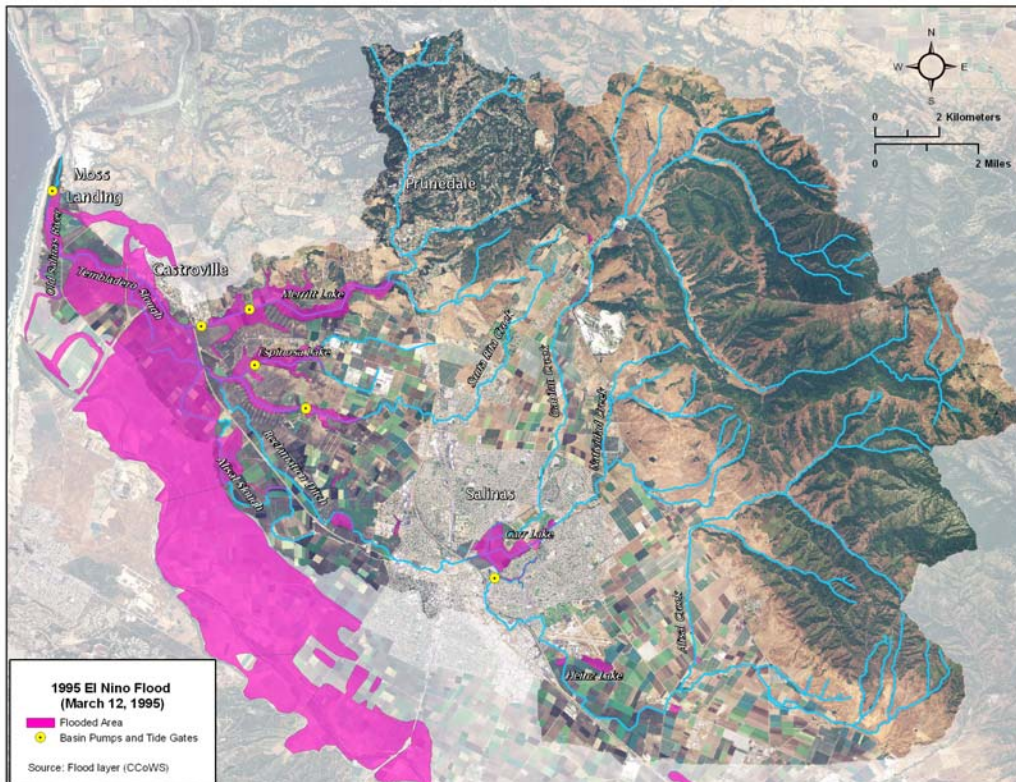 N
W E
S
0 2 Kilometers
0 2 Miles
Moss
Landing
Prunedale
Old Salinas River
Castroville
Tembladero Slough
Merritt Lake
Espinosa Lake
Santa Rita Creek
Gabilan Creek
Natividad Creek
Reclamation Ditch
Alisal Slough
Salinas
Carr Lake
Alisal Creek
Heinz Lake
1995 El Nino Flood
(March 12, 1995)
Flooded Area
Basin Pumps and Tide Gates
Source: Flood layer (CCoWS)